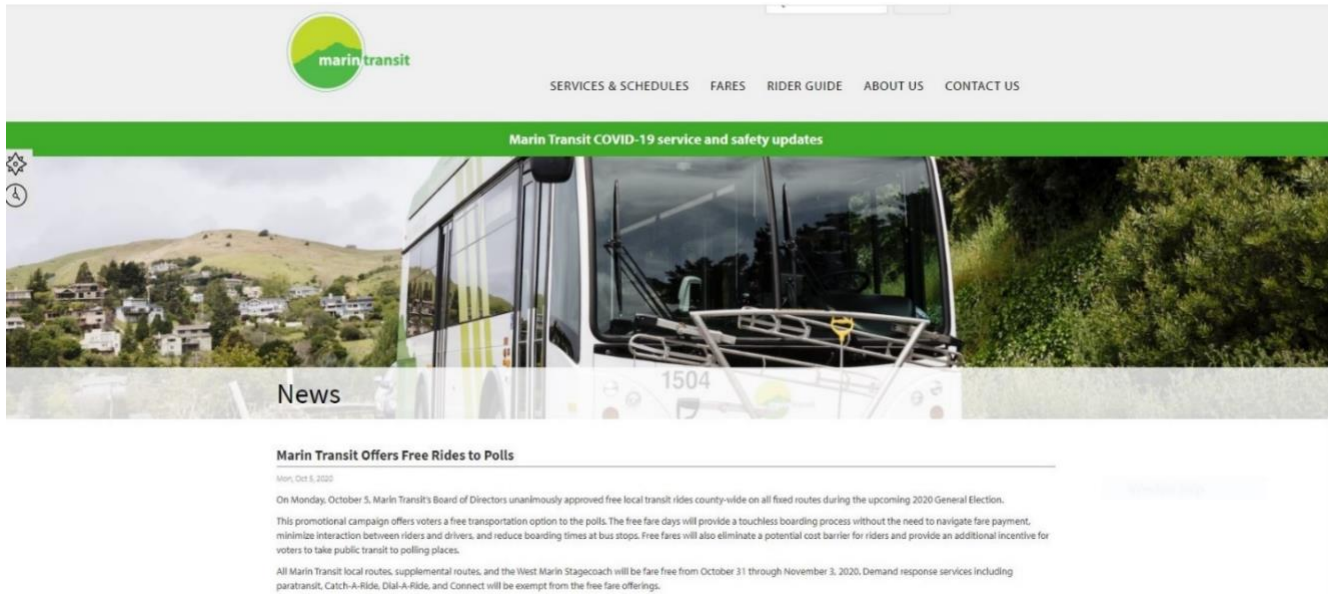 marin transit
SERVICES & SCHEDULES FARES RIDER GUIDE ABOUT US CONTACT US
Marin Transit COVID-19 service and safety updates
1504
News
Marin Transit Offers Free Rides to Polls
Mon, Oct 5, 2020
On Monday, October 5, Marin Transit's Board of Directors unanimously approved free local transit rides county-wide on all fixed routes during the upcoming 2020 General Election.
This promotional campaign offers voters a free transportation option to the polls. The free fare days will provide a touchless boarding process without the need to navigate fare payment,
minimize interaction between riders and drivers, and reduce boarding times at bus stops. Free fares will also eliminate a potential cost barrier for riders and provide an additional incentive for
voters to take public transit to polling places.
All Marin Transit local routes, supplemental routes, and the West Marin Stagecoach will be fare free from October 31 through November 3, 2020. Demand response services including
paratransit, Catch-A-Ride, Dial-A-Ride, and Connect will be exempt from the free fare offerings.